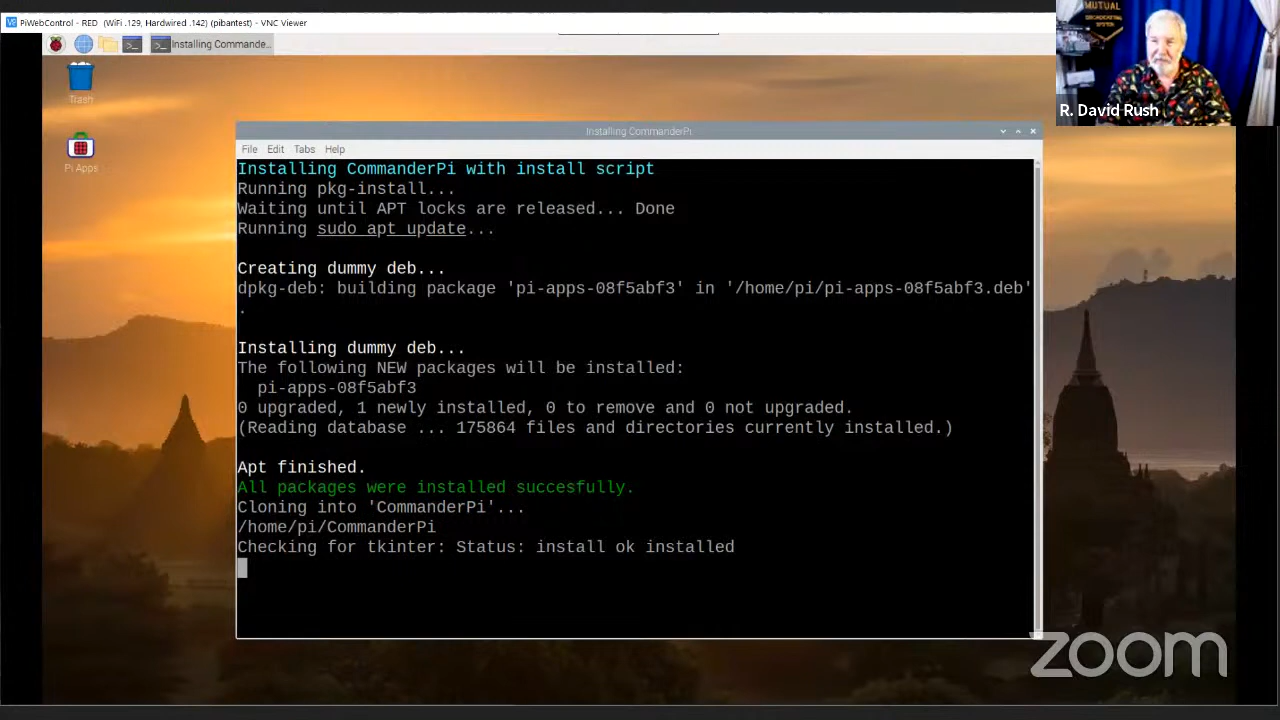 PiWebControl - RED (WiFi .129, Hardwired .142) (pibantest) - VNC Viewer
Installing Commande...
Trash
Pi Apps
MUTUAL
BROADCASTING
SYSTEM
R. David Rush
Installing CommanderPi
File Edit Tabs Help
Installing CommanderPi with install script
Running pkg-install...
Waiting until APT locks are released... Done
Running sudo apt update...
Creating dummy deb...
dpkg-deb: building package 'pi-apps-08f5abf3' in '/home/pi/pi-apps-08f5abf3.deb'
.
Installing dummy deb...
The following NEW packages will be installed:
pi-apps-08f5abf3
0 upgraded, 1 newly installed, 0 to remove and 0 not upgraded.
(Reading database ... 175864 files and directories currently installed.)
Apt finished.
All packages were installed succesfully.
Cloning into 'CommanderPi'...
/home/pi/CommanderPi
Checking for tkinter: Status: install ok installed
zoom